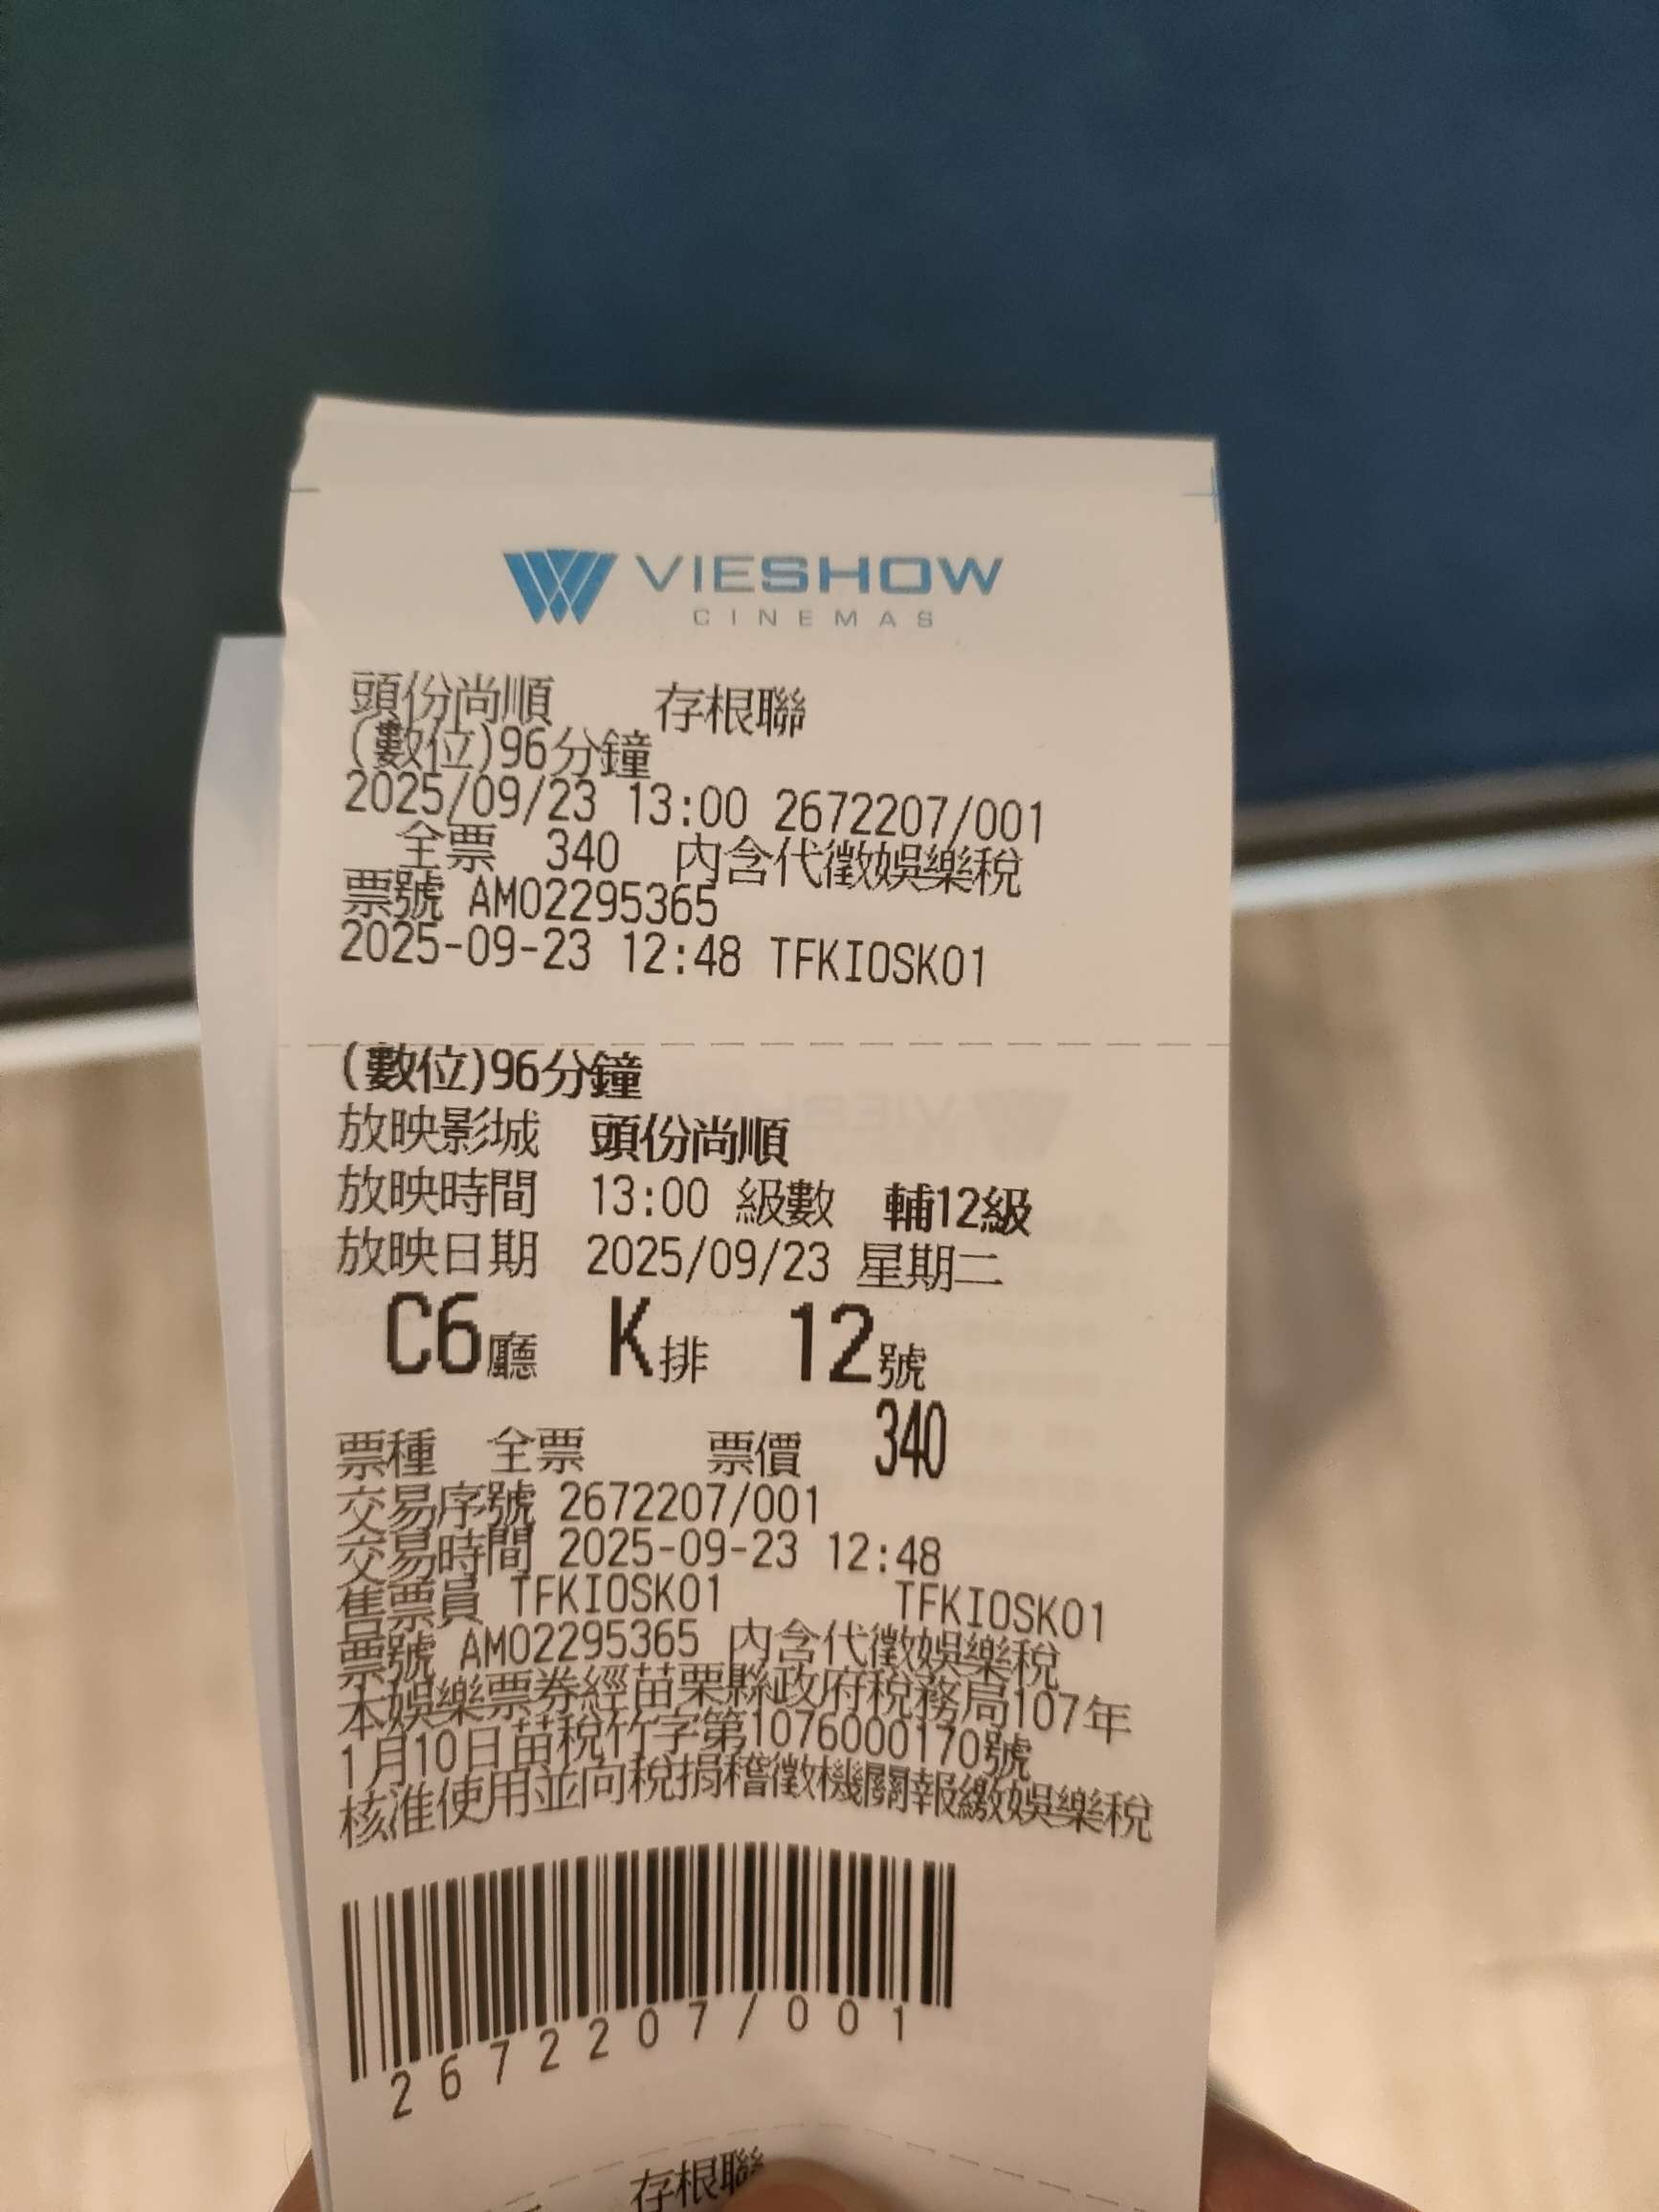 VIESHOW
CINEMAS
頭份尚順 存根聯
(數位)96分鐘
2025/09/23 13:00 2672207/001
全票 340 內含代徵娛樂稅
票號 AM02295365
2025-09-23 12:48 TFKIOSK01
(數位)96分鐘
放映影城 頭份尚順
放映時間 13:00 級數 輔12級
放映日期 2025/09/23 星期二
C6廳 K排 12號
票種 全票 票價 340
交易序號 2672207/001
交易時間 2025-09-23 12:48
售票員 TFKIOSK01 TFKIOSK01
票號 AM02295365 內含代徵娛樂稅
本娛樂票券經苗栗縣政府稅務局107年
1月10日苗稅竹字第1076000170號
核准使用並向稅捐稽徵機關報繳娛樂稅
2672207/001
存根聯